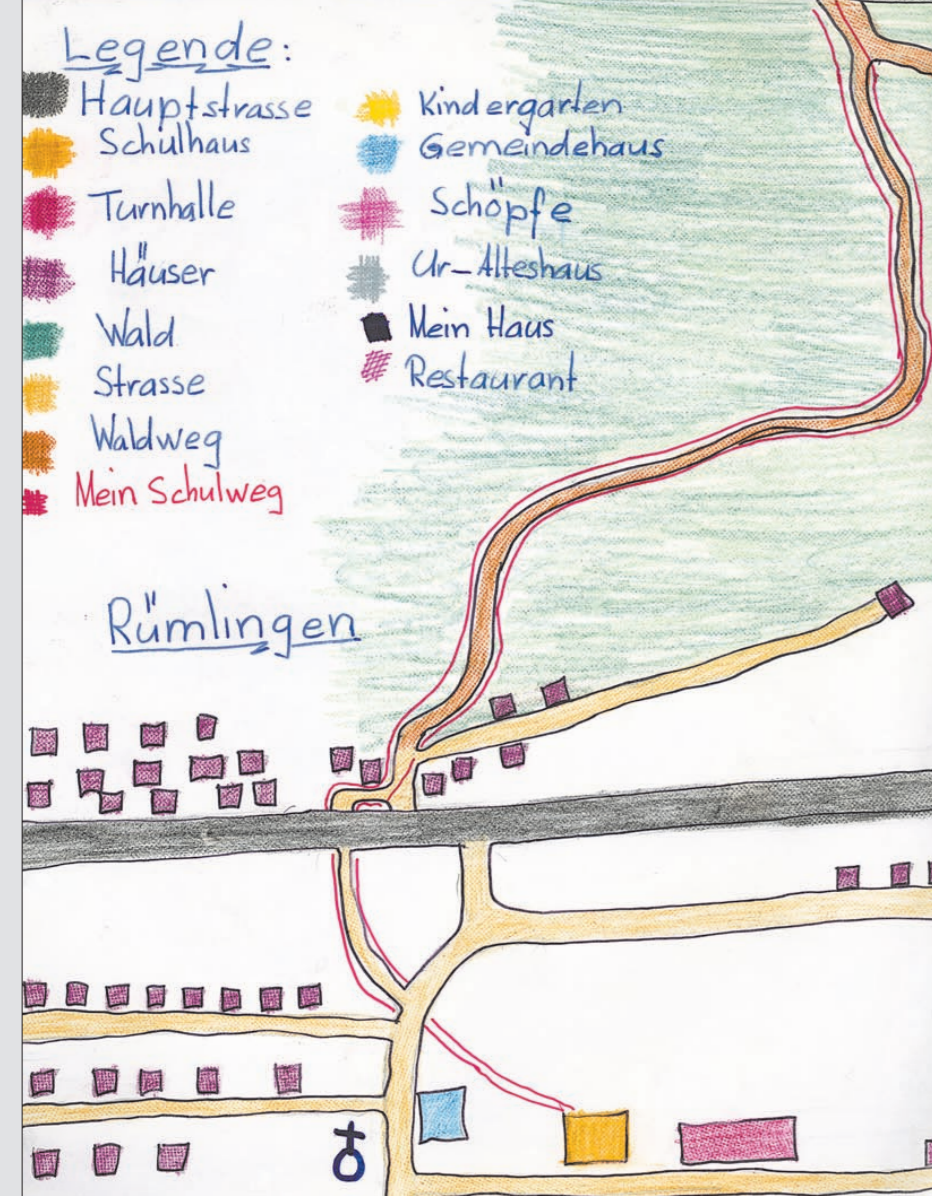 Legende:
Hauptstrasse
Schulhaus
Turnhalle
Häuser
Wald
Strasse
Waldweg
Mein Schulweg
Kindergarten
Gemeindehaus
Schöpfe
Ur-Alteshaus
Mein Haus
Restaurant
Rümlingen